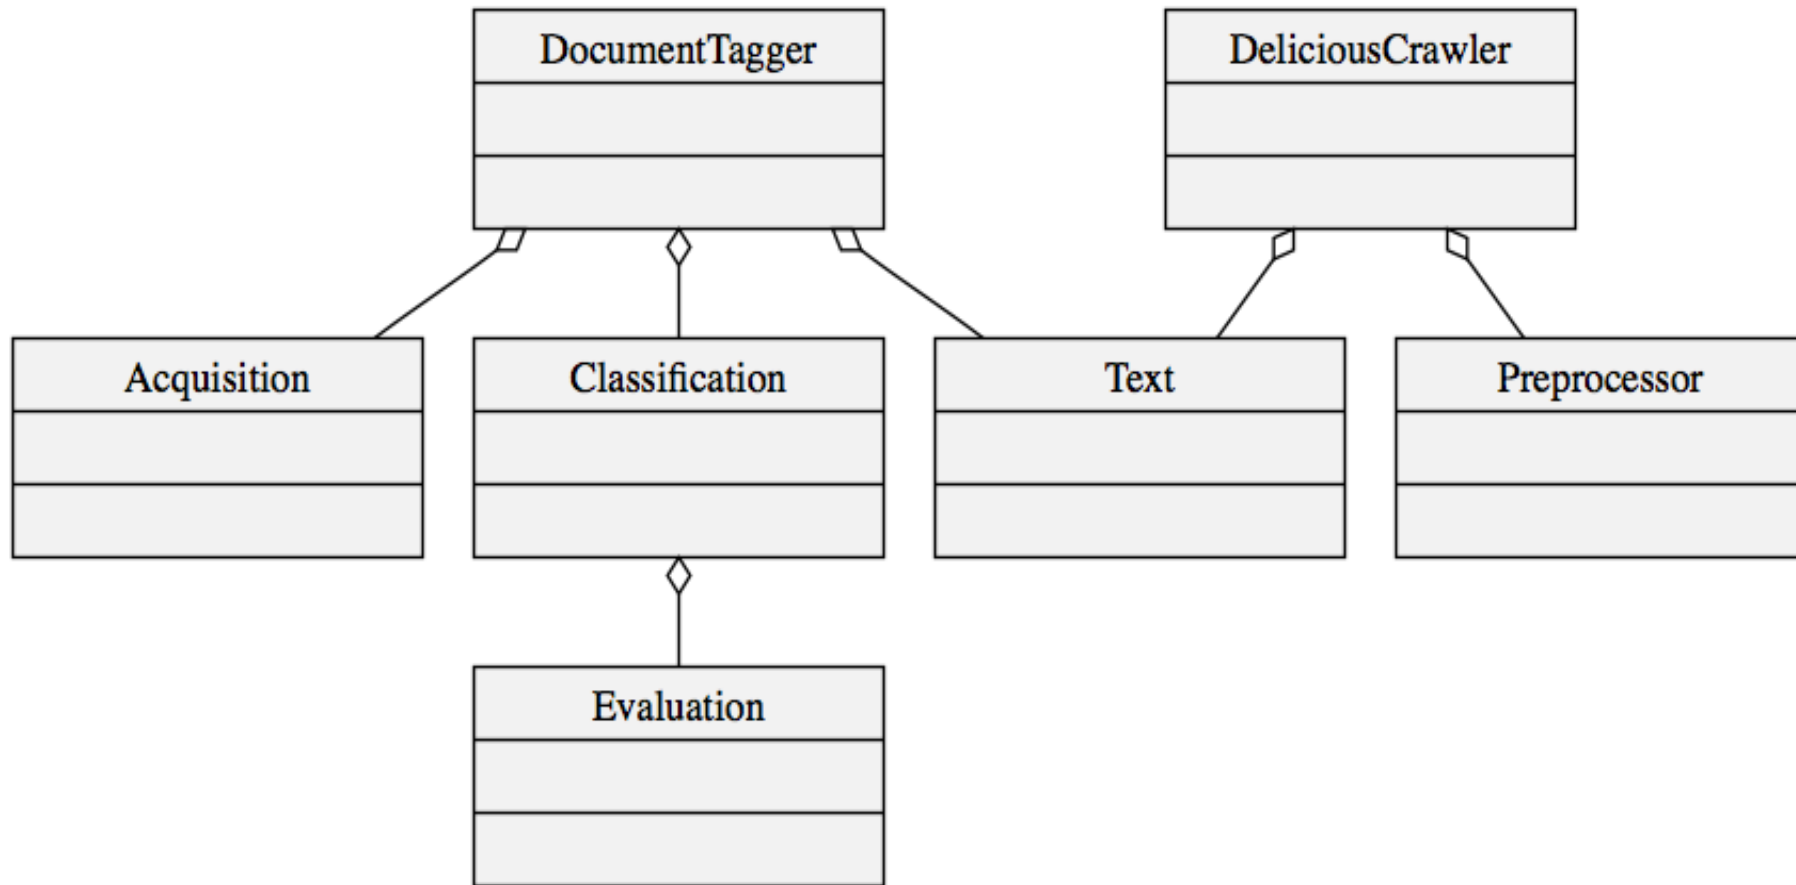 DocumentTagger
DeliciousCrawler
Acquisition
Classification
Text
Preprocessor
Evaluation